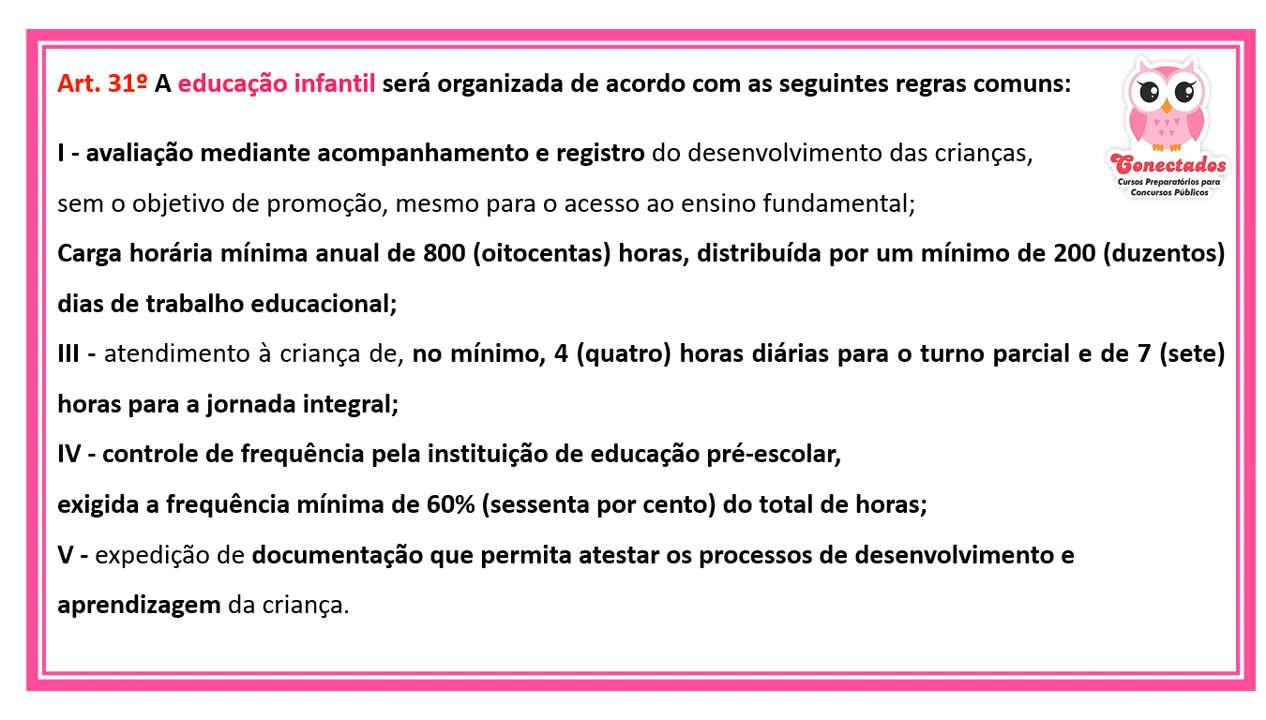 Art. 31º A educação infantil será organizada de acordo com as seguintes regras comuns:
I - avaliação mediante acompanhamento e registro do desenvolvimento das crianças,
sem o objetivo de promoção, mesmo para o acesso ao ensino fundamental;
Carga horária mínima anual de 800 (oitocentas) horas, distribuída por um mínimo de 200 (duzentos)
dias de trabalho educacional;
III - atendimento à criança de, no mínimo, 4 (quatro) horas diárias para o turno parcial e de 7 (sete)
horas para a jornada integral;
IV - controle de frequência pela instituição de educação pré-escolar,
exigida a frequência mínima de 60% (sessenta por cento) do total de horas;
V - expedição de documentação que permita atestar os processos de desenvolvimento e
aprendizagem da criança.
Conectados
Cursos Preparatórios para
Concursos Públicos